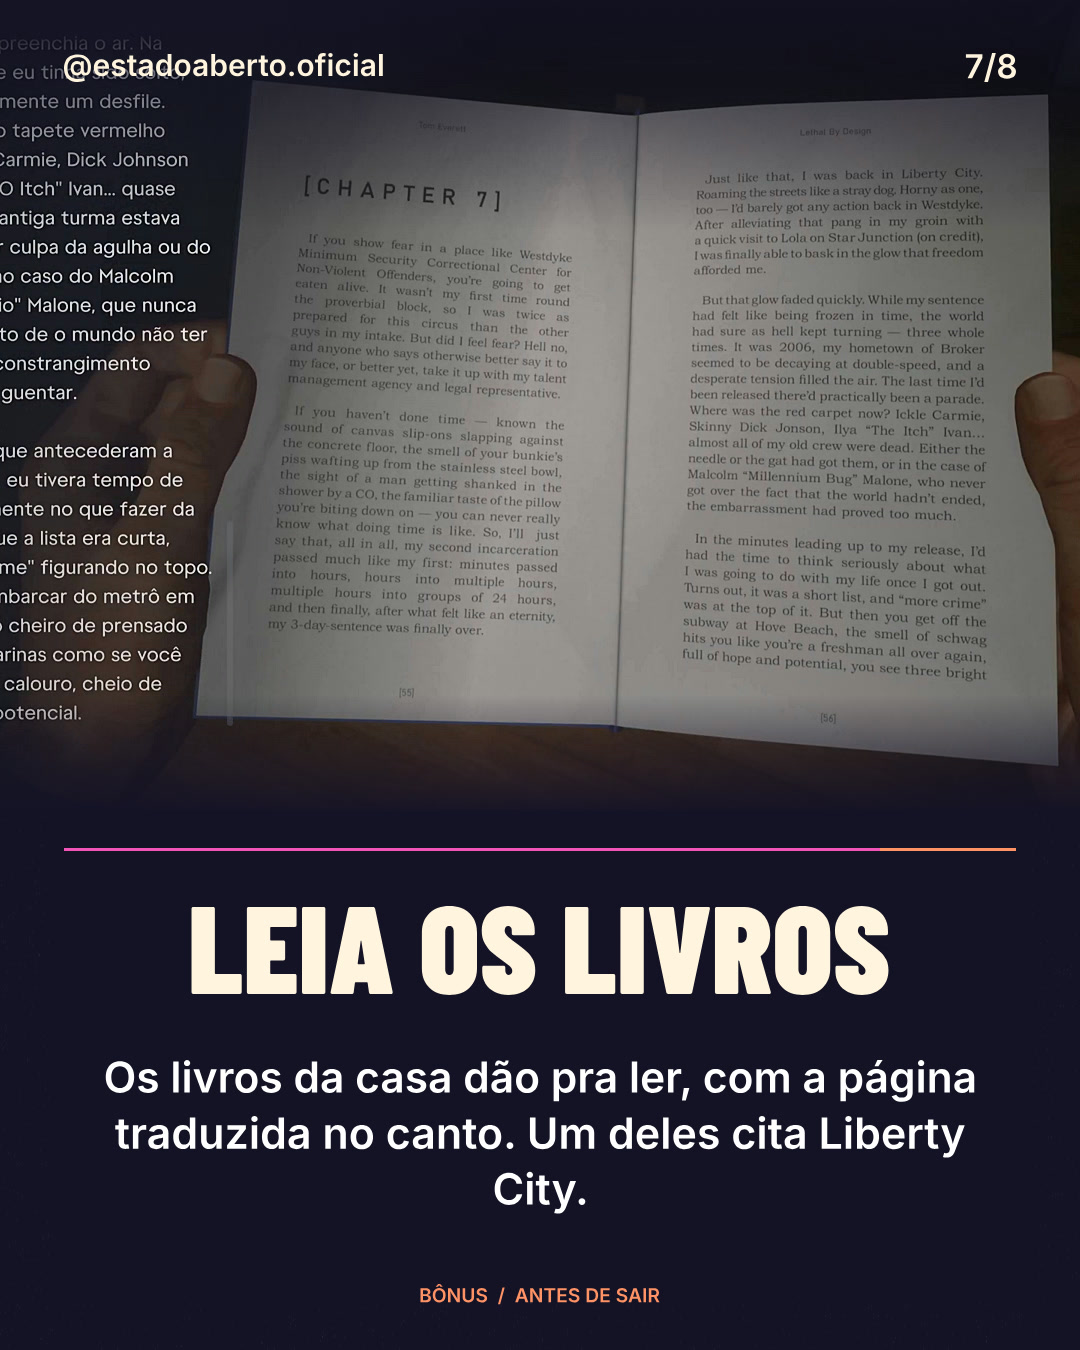 @estadoaberto.oficial
7/8
preenchia o ar. Na
e eu tin
mente um desfile.
o tapete vermelho
Carmie, Dick Johnson
O Itch" Ivan... quase
antiga turma estava
r culpa da agulha ou do
no caso do Malcolm
io" Malone, que nunca
to de o mundo não ter
constrangimento
guentar.
que antecederam a
eu tivera tempo de
ente no que fazer da
ue a lista era curta,
me" figurando no topo.
mbarcar do metrô em
o cheiro de prensado
arinas como se você
calouro, cheio de
potencial.
Tom Everett
[CHAPTER 7]
If you show fear in a place like Westdyke
Minimum Security Correctional Center for
Non-Violent Offenders, you're going to get
eaten alive. It wasn't my first time round
the proverbial block, so I was twice as
prepared for this circus than the other
guys in my intake. But did I feel fear? Hell no,
and anyone who says otherwise better say it to
my face, or better yet, take it up with my talent
management agency and legal representative.
If you haven't done time — known the
sound of canvas slip-ons slapping against
the concrete floor, the smell of your bunkie's
piss wafting up from the stainless steel bowl,
the sight of a man getting shanked in the
shower by a CO, the familiar taste of the pillow
you're biting down on — you can never really
know what doing time is like. So, I'll just
say that, all in all, my second incarceration
passed much like my first: minutes passed
into hours, hours into multiple hours,
multiple hours into groups of 24 hours,
and then finally, after what felt like an eternity,
my 3-day-sentence was finally over.
[55]
Lethal By Design
Just like that, I was back in Liberty City.
Roaming the streets like a stray dog. Horny as one,
too — I'd barely got any action back in Westdyke.
After alleviating that pang in my groin with
a quick visit to Lola on Star Junction (on credit),
I was finally able to bask in the glow that freedom
afforded me.
But that glow faded quickly. While my sentence
had felt like being frozen in time, the world
had sure as hell kept turning — three whole
times. It was 2006, my hometown of Broker
seemed to be decaying at double-speed, and a
desperate tension filled the air. The last time I'd
been released there'd practically been a parade.
Where was the red carpet now? Ickle Carmie,
Skinny Dick Jonson, Ilya “The Itch” Ivan...
almost all of my old crew were dead. Either the
needle or the gat had got them, or in the case of
Malcolm “Millennium Bug” Malone, who never
got over the fact that the world hadn't ended,
the embarrassment had proved too much.
In the minutes leading up to my release, I'd
had the time to think seriously about what
I was going to do with my life once I got out.
Turns out, it was a short list, and “more crime”
was at the top of it. But then you get off the
subway at Hove Beach, the smell of schwag
hits you like you're a freshman all over again,
full of hope and potential, you see three bright
[56]
LEIA OS LIVROS
Os livros da casa dão pra ler, com a página
traduzida no canto. Um deles cita Liberty
City.
BÔNUS / ANTES DE SAIR